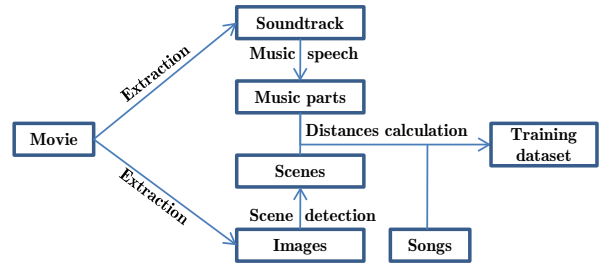 Soundtrack
Music speech
Extraction
Music parts
Distances calculation
Movie
Training
dataset
Scenes
Extraction
Scene detection
Images
Songs